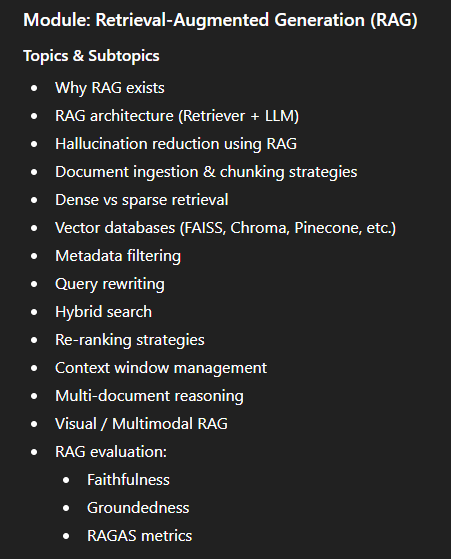 Module: Retrieval-Augmented Generation (RAG)
Topics & Subtopics
• Why RAG exists
• RAG architecture (Retriever + LLM)
• Hallucination reduction using RAG
• Document ingestion & chunking strategies
• Dense vs sparse retrieval
• Vector databases (FAISS, Chroma, Pinecone, etc.)
• Metadata filtering
• Query rewriting
• Hybrid search
• Re-ranking strategies
• Context window management
• Multi-document reasoning
• Visual / Multimodal RAG
• RAG evaluation:
• Faithfulness
• Groundedness
• RAGAS metrics